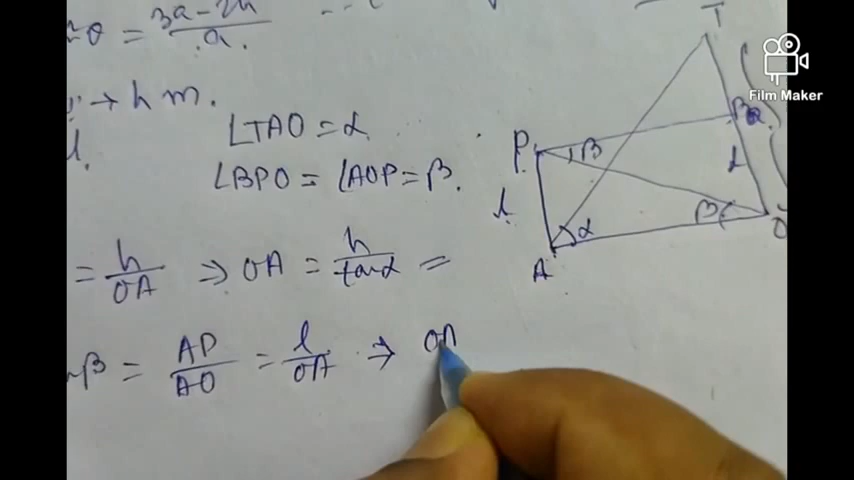 θ = 3a-2h/a
→ h m.
l.
∠TAO = α.
∠BPO = ∠AOP = β.
= h/OA ⇒ OA = h/tanα =
β = AP/AO = l/OA ⇒ OA
T
P
β
l
A
α
β
O
Film Maker